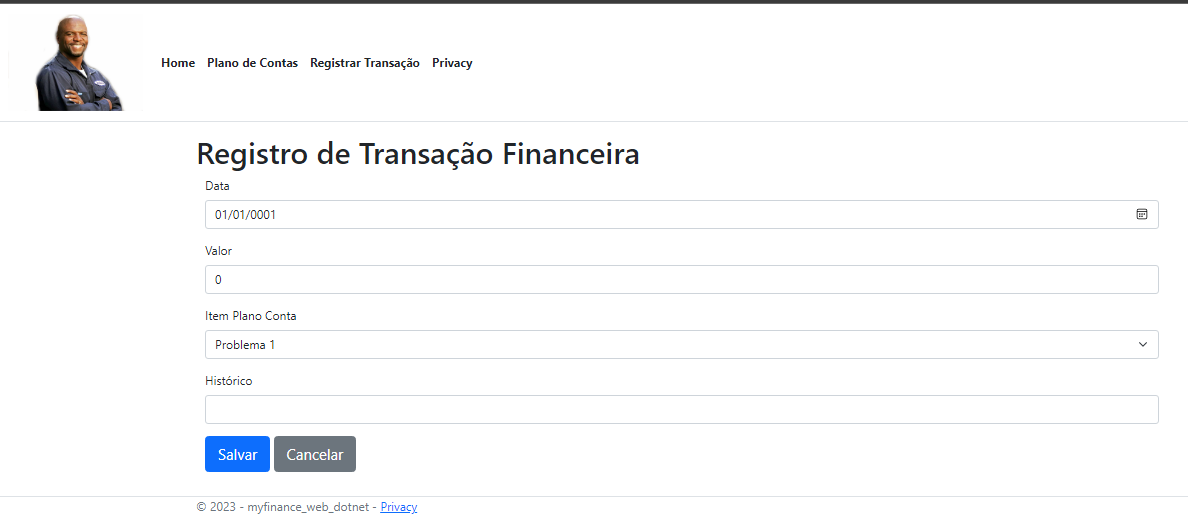 Home Plano de Contas Registrar Transação Privacy
Registro de Transação Financeira
Data
01/01/0001
Valor
0
Item Plano Conta
Problema 1
Histórico
Salvar Cancelar
© 2023 - myfinance_web_dotnet - Privacy